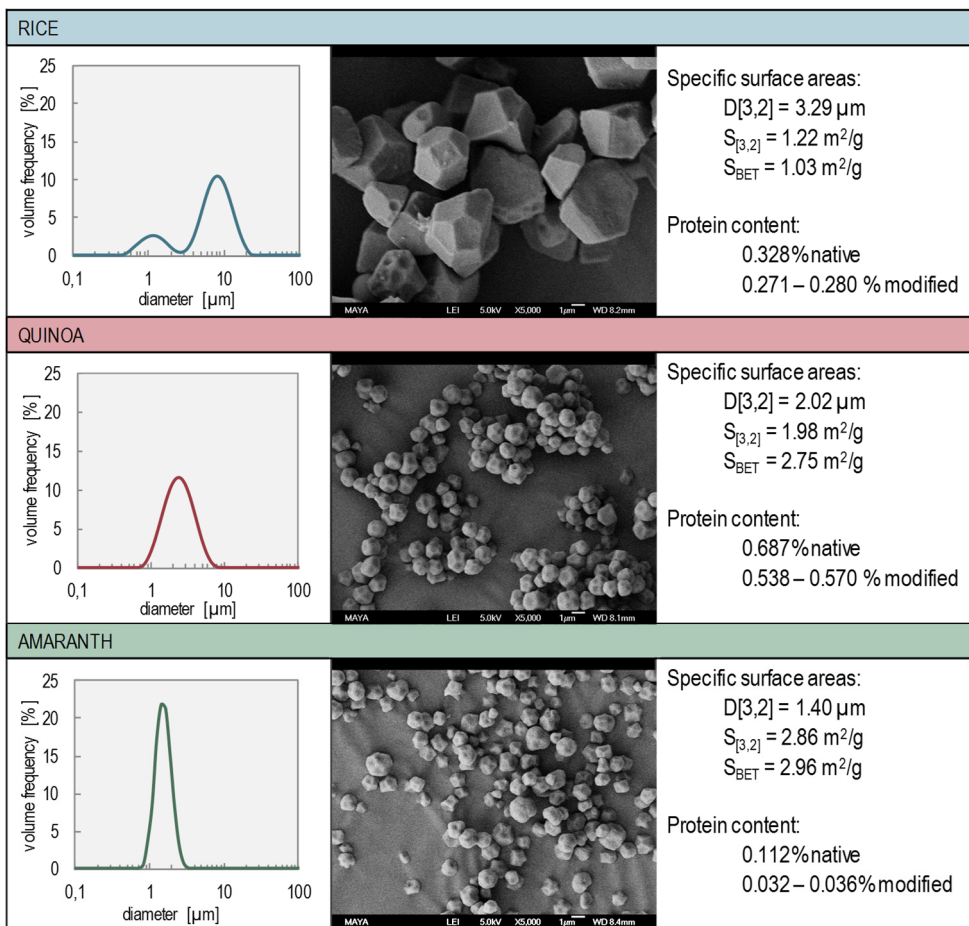 RICE
25
20
15
10
5
0
volume frequency [%]
0,1 1 10 100
diameter [µm]
MAYA LEI 5.0kV X5,000 1µm WD 8.2mm
Specific surface areas:
D[3,2] = 3.29 µm
S[3,2] = 1.22 m²/g
SBET = 1.03 m²/g
Protein content:
0.328% native
0.271 – 0.280 % modified
QUINOA
25
20
15
10
5
0
volume frequency [%]
0,1 1 10 100
diameter [µm]
MAYA LEI 5.0kV X5,000 1µm WD 8.1mm
Specific surface areas:
D[3,2] = 2.02 µm
S[3,2] = 1.98 m²/g
SBET = 2.75 m²/g
Protein content:
0.687% native
0.538 – 0.570 % modified
AMARANTH
25
20
15
10
5
0
volume frequency [%]
0,1 1 10 100
diameter [µm]
MAYA LEI 5.0kV X5,000 1µm WD 8.4mm
Specific surface areas:
D[3,2] = 1.40 µm
S[3,2] = 2.86 m²/g
SBET = 2.96 m²/g
Protein content:
0.112% native
0.032 – 0.036% modified